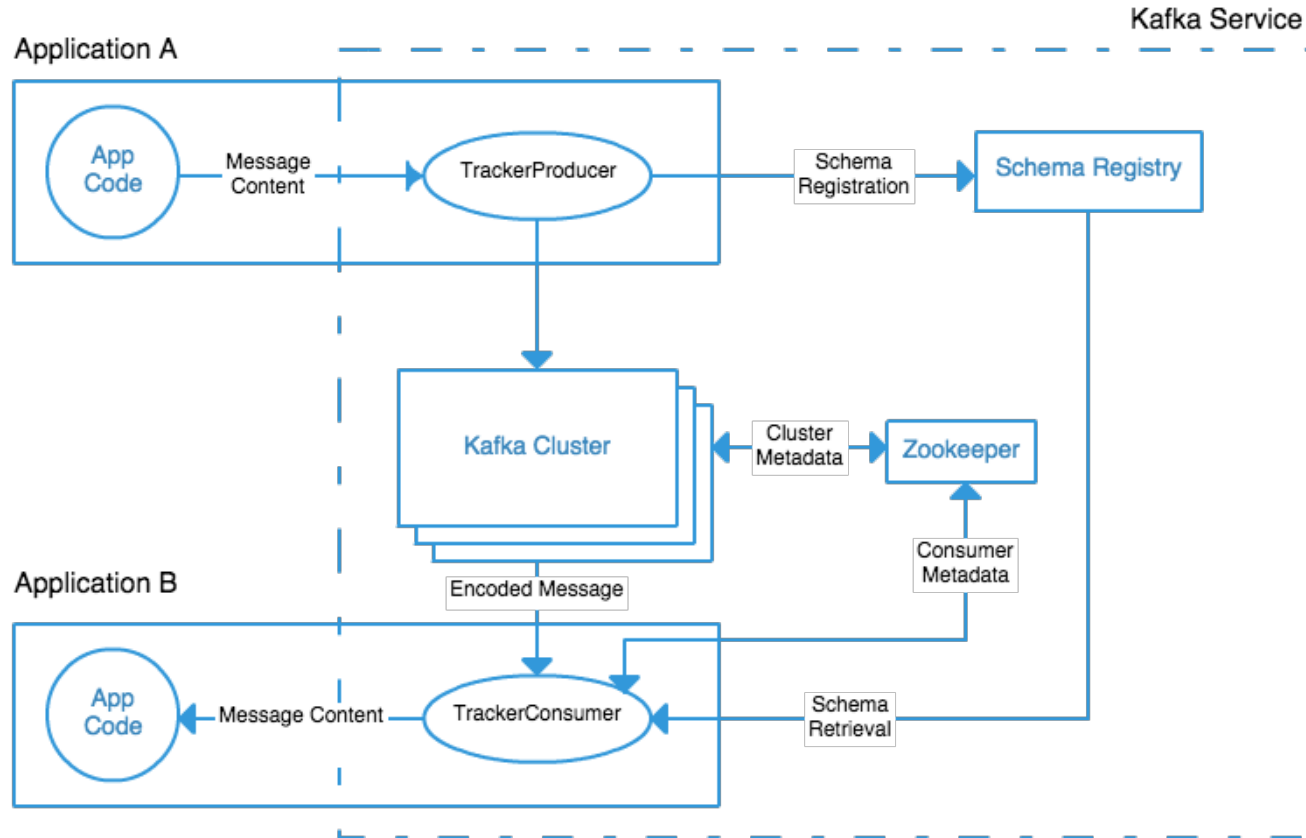 Kafka Service
Application A
App
Code
Message
Content
TrackerProducer
Schema
Registration
Schema Registry
Kafka Cluster
Cluster
Metadata
Zookeeper
Consumer
Metadata
Encoded Message
Application B
App
Code
Message Content
TrackerConsumer
Schema
Retrieval